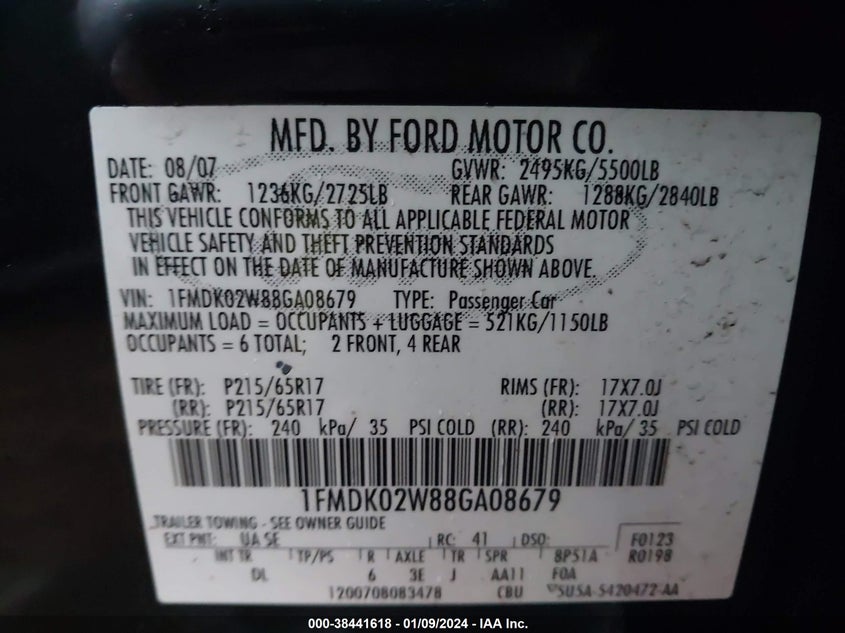 MFD. BY FORD MOTOR CO.
DATE: 08/07 GVWR: 2495KG/5500LB
FRONT GAWR: 1236KG/2725LB REAR GAWR: 1288KG/2840LB
THIS VEHICLE CONFORMS TO ALL APPLICABLE FEDERAL MOTOR
VEHICLE SAFETY AND THEFT PREVENTION STANDARDS
IN EFFECT ON THE DATE OF MANUFACTURE SHOWN ABOVE.
VIN: 1FMDK02W88GA08679 TYPE: Passenger Car
MAXIMUM LOAD = OCCUPANTS + LUGGAGE = 521KG/1150LB
OCCUPANTS = 6 TOTAL; 2 FRONT, 4 REAR
TIRE (FR): P215/65R17 RIMS (FR): 17X7.0J
(RR): P215/65R17 (RR): 17X7.0J
PRESSURE (FR): 240 kPa/ 35 PSI COLD (RR): 240 kPa/ 35 PSI COLD
1FMDK02W88GA08679
TRAILER TOWING - SEE OWNER GUIDE
EXT PNT: UA SE RC: 41 DSO: F0123
INT TR TP/PS R AXLE TR SPR 8P51A R0198
DL 6 3E J AA11 FOA
1200708083478 CBU 5U5A-5420472-AA
000-38441618 - 01/09/2024 - IAA Inc.